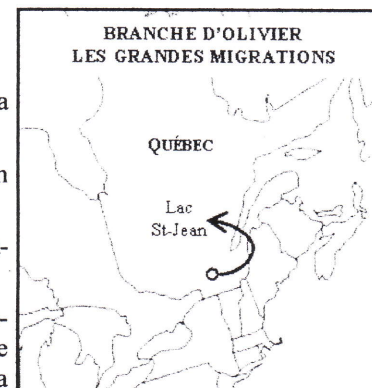 BRANCHE D'OLIVIER
LES GRANDES MIGRATIONS
a
QUÉBEC
n
Lac
St-Jean
-
-
e
a